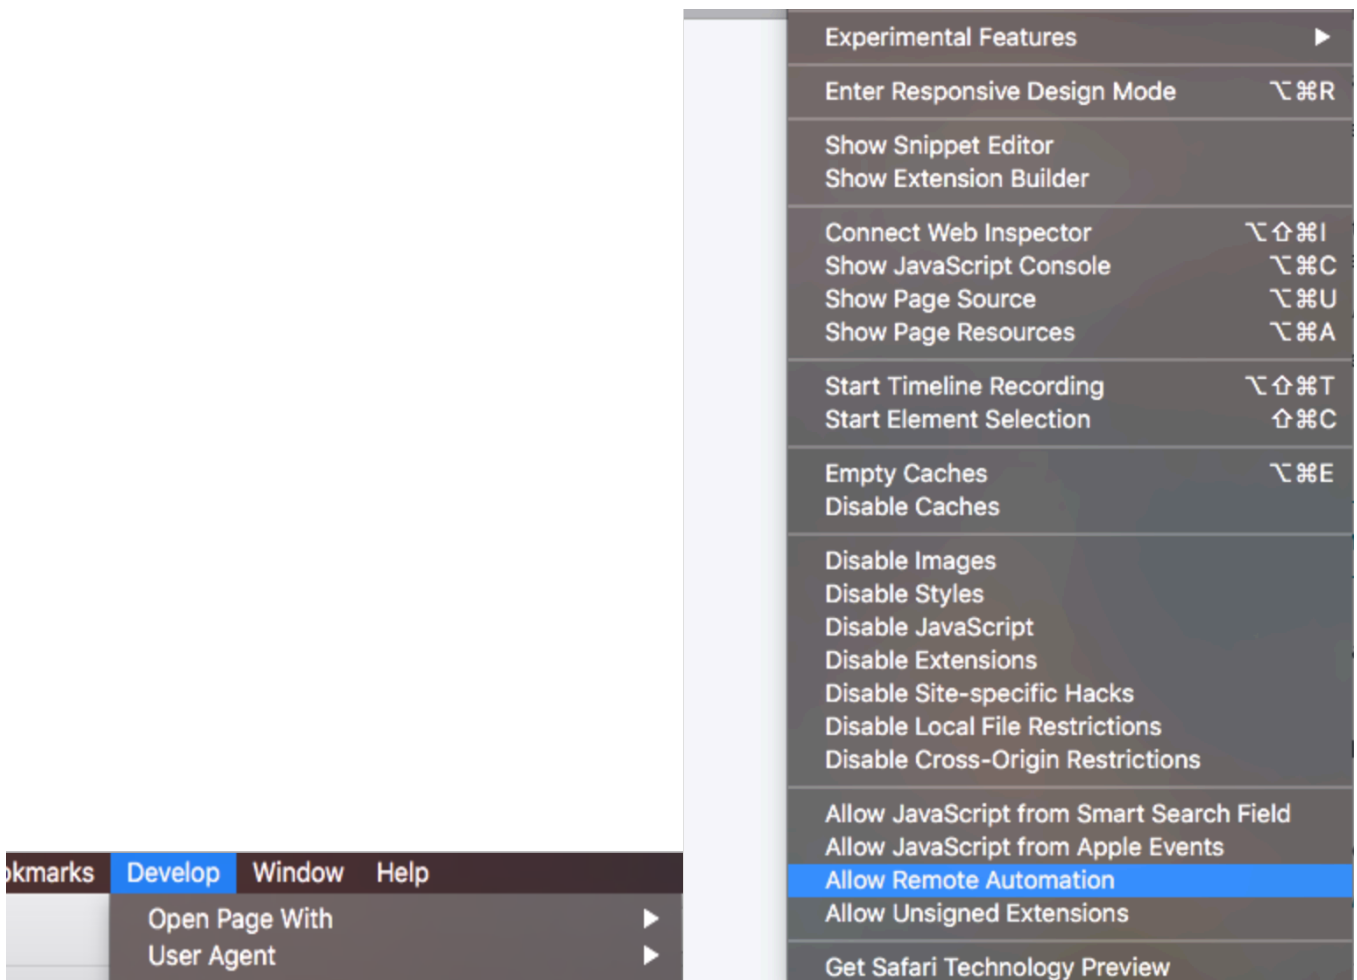 okmarks Develop Window Help
Open Page With ▶
User Agent ▶
Experimental Features ▶
Enter Responsive Design Mode ⌥⌘R
Show Snippet Editor
Show Extension Builder
Connect Web Inspector ⌥⇧⌘I
Show JavaScript Console ⌥⌘C
Show Page Source ⌥⌘U
Show Page Resources ⌥⌘A
Start Timeline Recording ⌥⇧⌘T
Start Element Selection ⇧⌘C
Empty Caches ⌥⌘E
Disable Caches
Disable Images
Disable Styles
Disable JavaScript
Disable Extensions
Disable Site-specific Hacks
Disable Local File Restrictions
Disable Cross-Origin Restrictions
Allow JavaScript from Smart Search Field
Allow JavaScript from Apple Events
Allow Remote Automation
Allow Unsigned Extensions
Get Safari Technology Preview